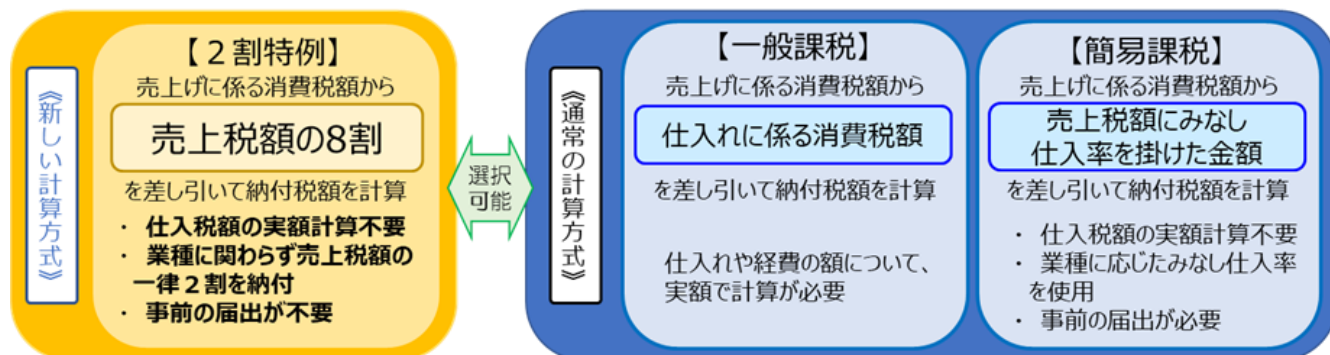 《新しい計算方式》
【２割特例】
売上げに係る消費税額から
売上税額の8割
を差し引いて納付税額を計算
・ 仕入税額の実額計算不要
・ 業種に関わらず売上税額の
一律２割を納付
・ 事前の届出が不要
選択
可能
《通常の計算方式》
【一般課税】
売上げに係る消費税額から
仕入れに係る消費税額
を差し引いて納付税額を計算
仕入れや経費の額について、
実額で計算が必要
【簡易課税】
売上げに係る消費税額から
売上税額にみなし
仕入率を掛けた金額
を差し引いて納付税額を計算
・ 仕入税額の実額計算不要
・ 業種に応じたみなし仕入率
を使用
・ 事前の届出が必要